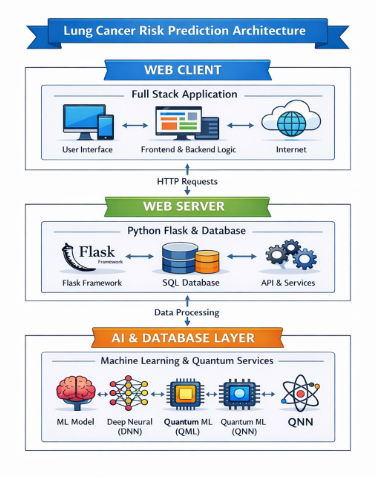 Lung Cancer Risk Prediction Architecture
WEB CLIENT
Full Stack Application
User Interface
Frontend & Backend Logic
Internet
HTTP Requests
WEB SERVER
Python Flask & Database
Flask
Framework
Flask Framework
SQL Database
API & Services
Data Processing
AI & DATABASE LAYER
Machine Learning & Quantum Services
ML Model
Deep Neural
(DNN)
Quantum ML
(QML)
Quantum ML
(QNN)
QNN